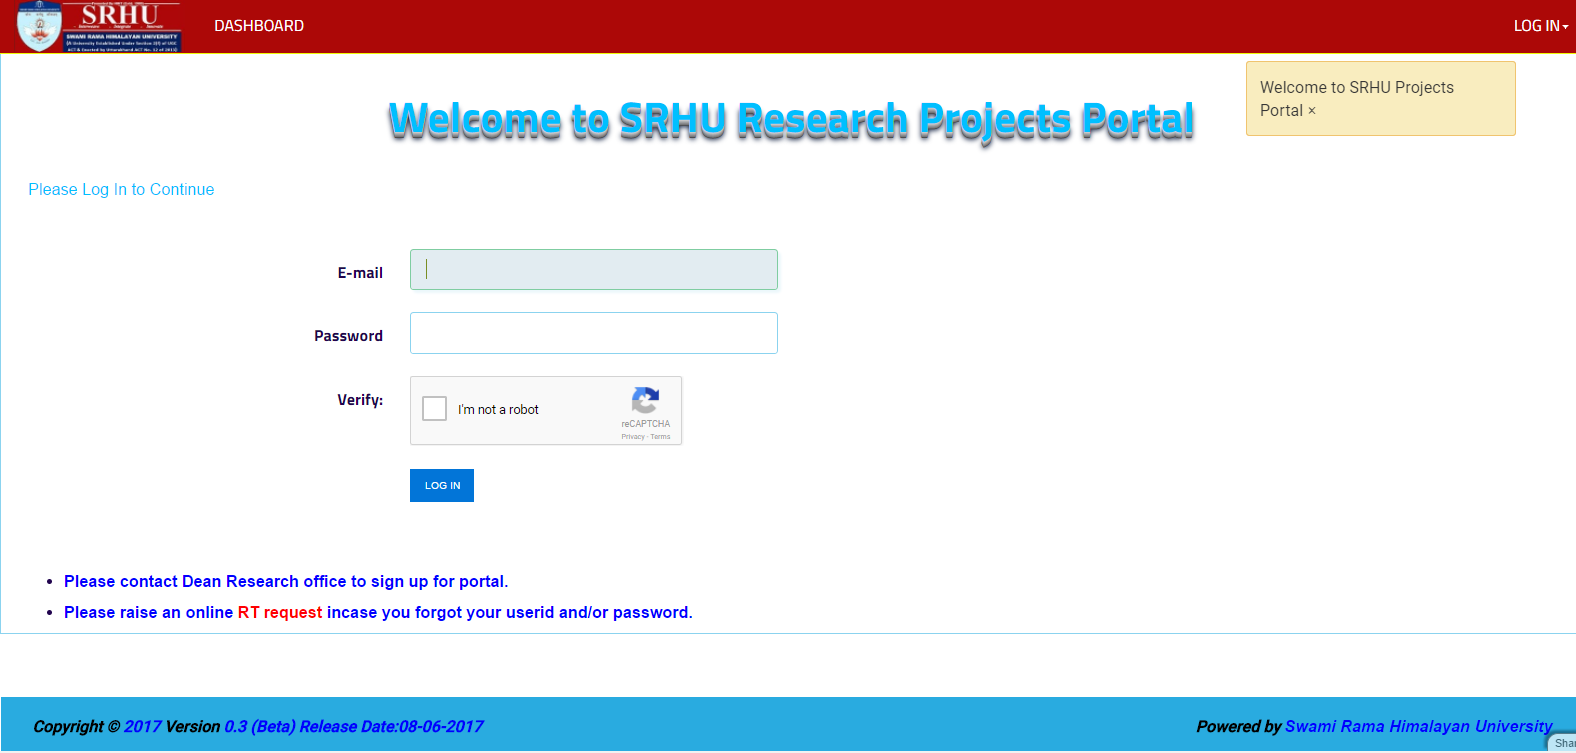 SRHU
SWAMI RAMA HIMALAYAN UNIVERSITY
DASHBOARD
LOG IN
Welcome to SRHU Projects
Portal ×
Welcome to SRHU Research Projects Portal
Please Log In to Continue
E-mail
Password
Verify:
I'm not a robot
reCAPTCHA
Privacy - Terms
LOG IN
• Please contact Dean Research office to sign up for portal.
• Please raise an online RT request incase you forgot your userid and/or password.
Copyright © 2017 Version 0.3 (Beta) Release Date:08-06-2017
Powered by Swami Rama Himalayan University